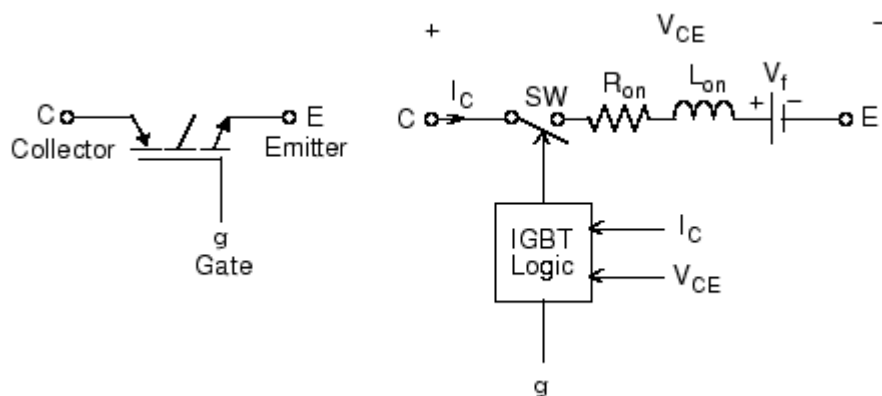 C
Collector
E
Emitter
g
Gate
+ V_CE −
C
I_C
SW
R_on
L_on
V_f
+ −
E
IGBT
Logic
I_C
V_CE
g